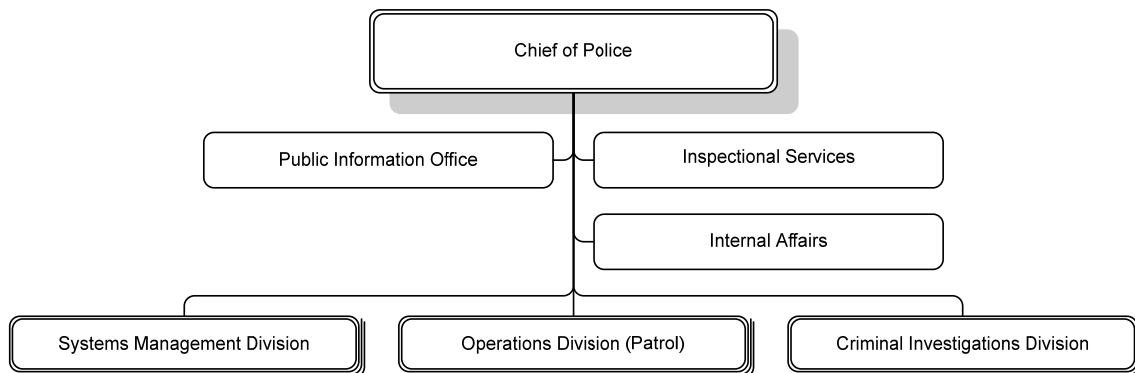 Chief of Police
Public Information Office
Inspectional Services
Internal Affairs
Systems Management Division
Operations Division (Patrol)
Criminal Investigations Division